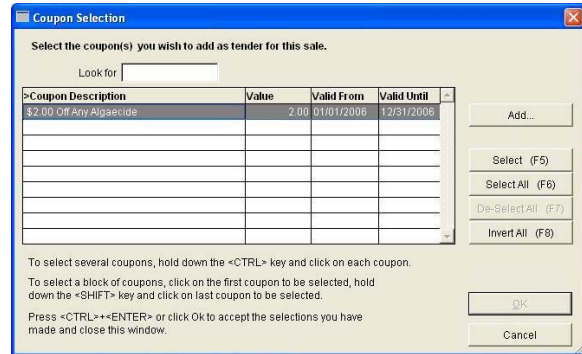 Coupon Selection
Select the coupon(s) you wish to add as tender for this sale.
Look for
>Coupon Description Value Valid From Valid Until
$2.00 Off Any Algaecide 2.00 01/01/2006 12/31/2006
Add...
Select (F5)
Select All (F6)
De-Select All (F7)
Invert All (F8)
To select several coupons, hold down the <CTRL> key and click on each coupon.
To select a block of coupons, click on the first coupon to be selected, hold
down the <SHIFT> key and click on last coupon to be selected.
Press <CTRL>+<ENTER> or click Ok to accept the selections you have
made and close this window.
OK
Cancel